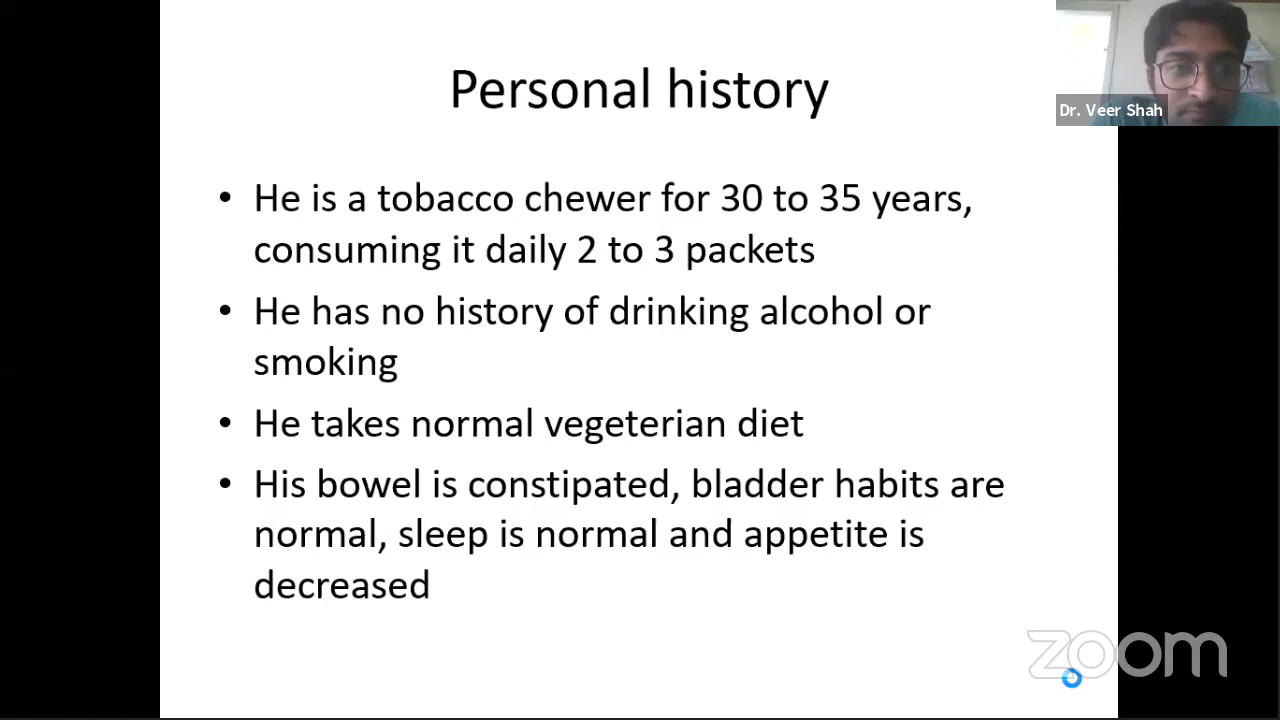 Personal history
Dr. Veer Shah
• He is a tobacco chewer for 30 to 35 years,
consuming it daily 2 to 3 packets
• He has no history of drinking alcohol or
smoking
• He takes normal vegeterian diet
• His bowel is constipated, bladder habits are
normal, sleep is normal and appetite is
decreased
zoom